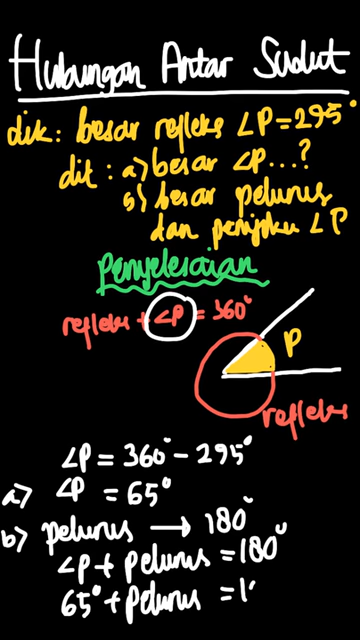 Hubungan Antar Sudut
dik: besar refleks ∠P = 295°
dit: a) besar ∠P...?
b) besar pelurus
dan penyiku ∠P
Penyelesaian
refleks + ∠P = 360°
P
refleks
∠P = 360° - 295°
a) ∠P = 65°
b) pelurus → 180°
∠P + pelurus = 180°
65° + pelurus = 1